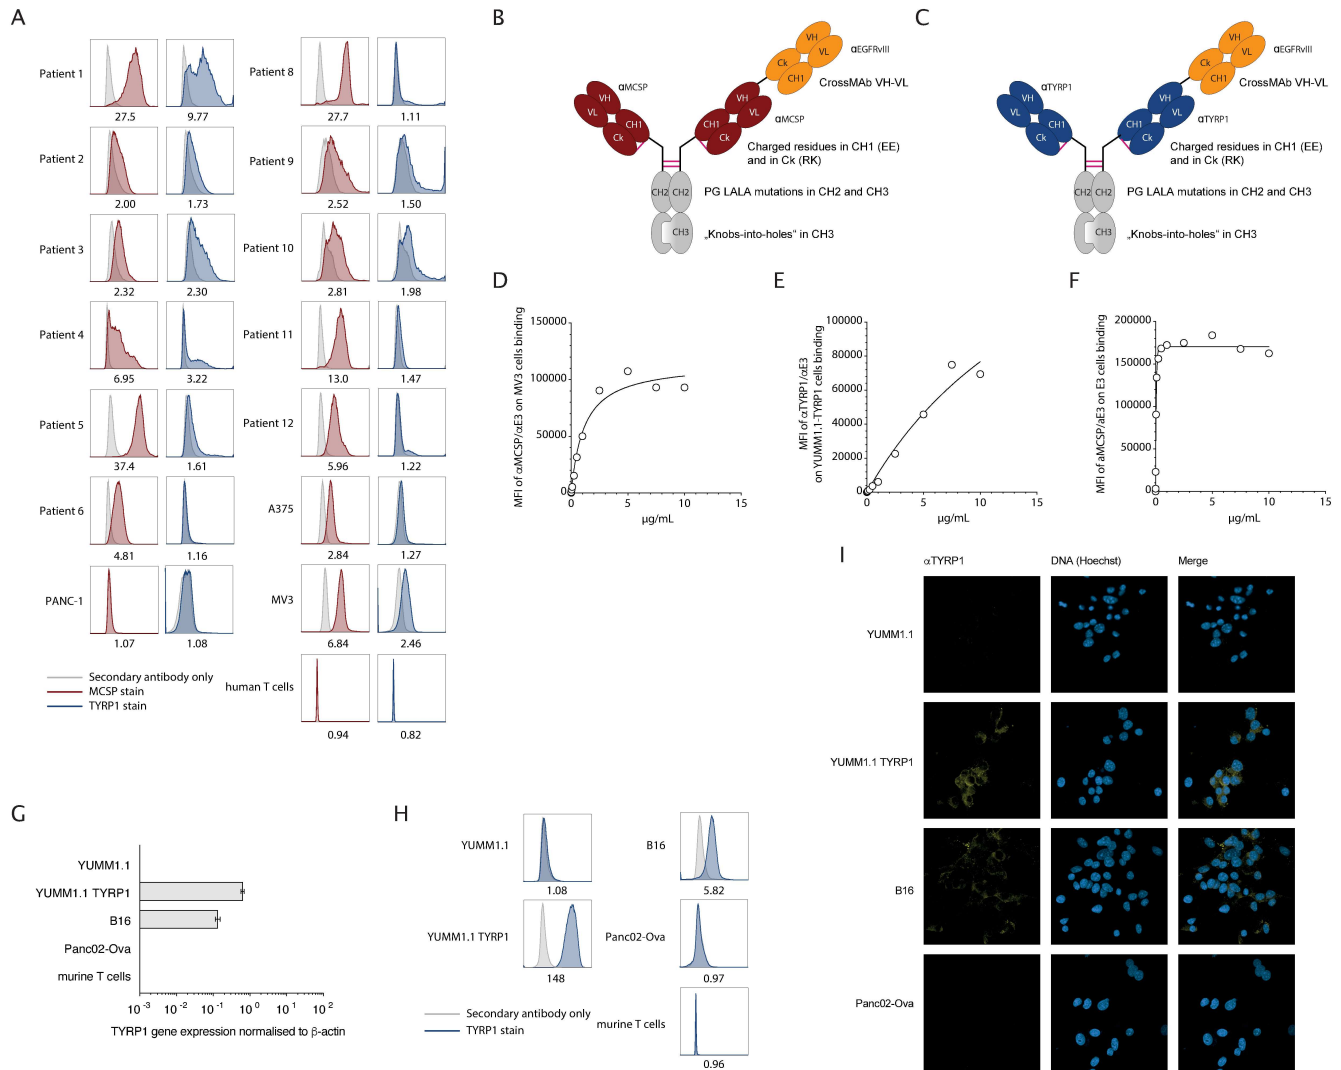 A
Patient 1
27.5
9.77
Patient 2
2.00
1.73
Patient 3
2.32
2.30
Patient 4
6.95
3.22
Patient 5
37.4
1.61
Patient 6
4.81
1.16
PANC-1
1.07
1.08
Secondary antibody only
MCSP stain
TYRP1 stain
Patient 8
27.7
1.11
Patient 9
2.52
1.50
Patient 10
2.81
1.98
Patient 11
13.0
1.47
Patient 12
5.96
1.22
A375
2.84
1.27
MV3
6.84
2.46
human T cells
0.94
0.82
B
αMCSP
VH
VL
CH1
Ck
VH
VL
CH1
Ck
αMCSP
VH
VL
Ck
CH1
αEGFRvIII
CrossMAb VH-VL
Charged residues in CH1 (EE)
and in Ck (RK)
CH2 CH2
PG LALA mutations in CH2 and CH3
CH3
„Knobs-into-holes“ in CH3
C
αTYRP1
VH
VL
CH1
Ck
VH
VL
CH1
Ck
αTYRP1
VH
VL
Ck
CH1
αEGFRvIII
CrossMAb VH-VL
Charged residues in CH1 (EE)
and in Ck (RK)
CH2 CH2
PG LALA mutations in CH2 and CH3
CH3
„Knobs-into-holes“ in CH3
D
MFI of αMCSP/αE3 on MV3 cells binding
150000
100000
50000
0
0 5 10 15
µg/mL
E
MFI of αTYRP1/αE3
on YUMM1.1-TYRP1 cells binding
100000
80000
60000
40000
20000
0
0 5 10 15
µg/mL
F
MFI of aMCSP/aE3 on E3 cells binding
200000
150000
100000
50000
0
0 5 10 15
µg/mL
G
YUMM1.1
YUMM1.1 TYRP1
B16
Panc02-Ova
murine T cells
10⁻³ 10⁻² 10⁻¹ 10⁰ 10¹ 10²
TYRP1 gene expression normalised to β-actin
H
YUMM1.1
1.08
B16
5.82
YUMM1.1 TYRP1
148
Panc02-Ova
0.97
Secondary antibody only
TYRP1 stain
murine T cells
0.96
I
αTYRP1
DNA (Hoechst)
Merge
YUMM1.1
YUMM1.1 TYRP1
B16
Panc02-Ova